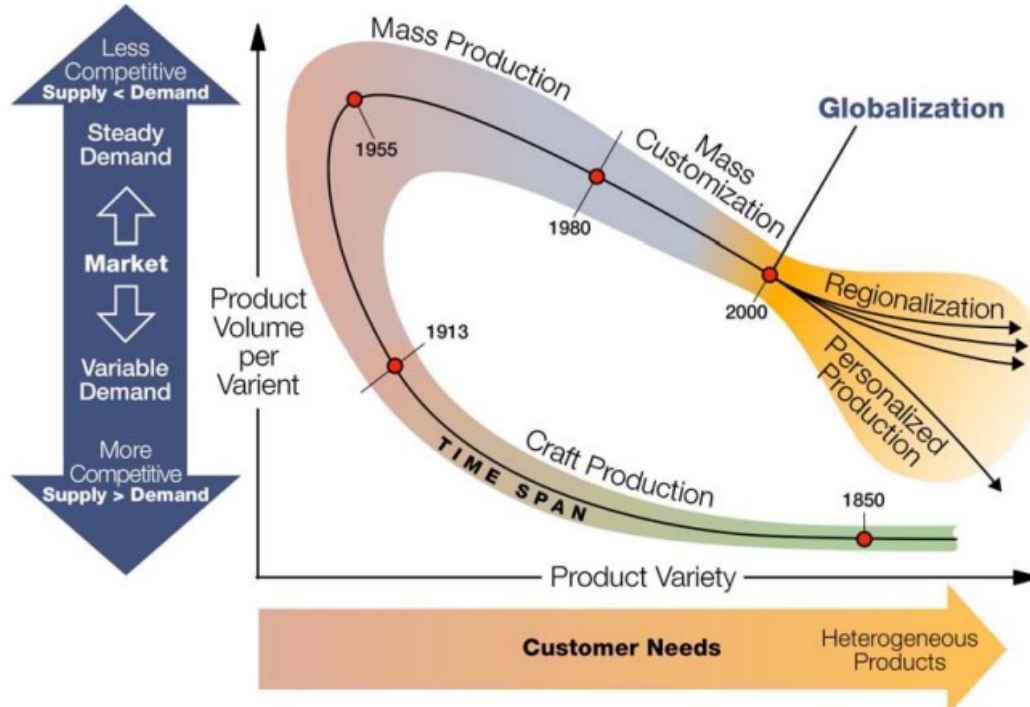 Less
Competitive
Supply < Demand
Steady
Demand
Market
Variable
Demand
More
Competitive
Supply > Demand
Product
Volume
per
Varient
Mass Production
Mass
Customization
Globalization
1955
1980
2000
1913
Regionalization
Personalized
Production
Craft Production
TIME SPAN
1850
Product Variety
Customer Needs
Heterogeneous
Products